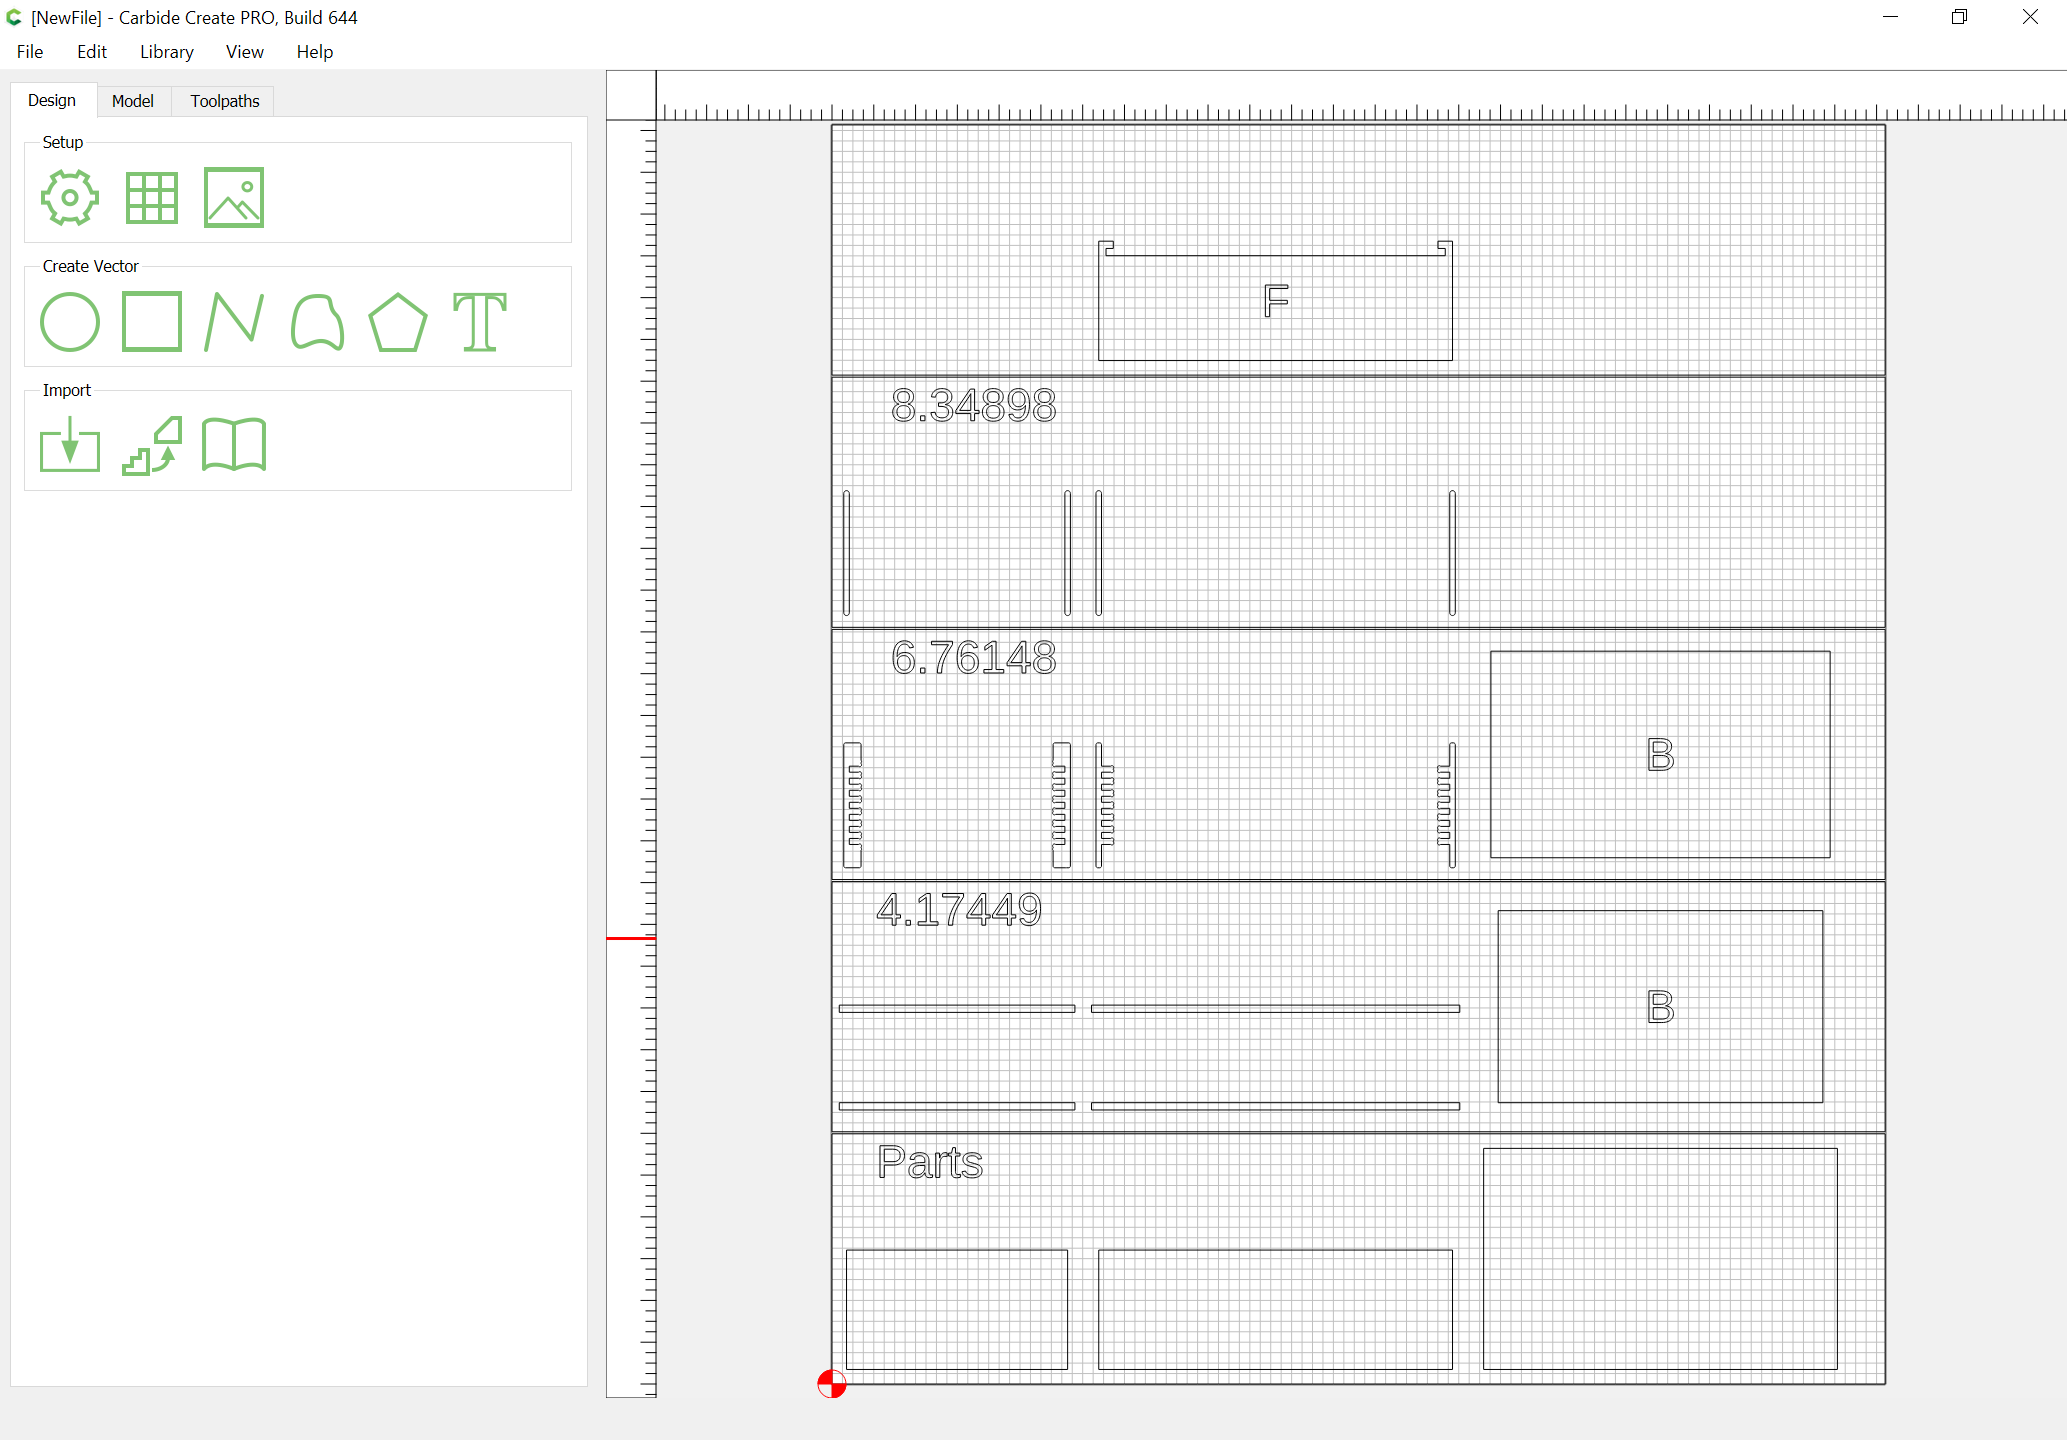 [NewFile] - Carbide Create PRO, Build 644
File Edit Library View Help
Design Model Toolpaths
Setup
Create Vector
Import
F
8.34898
6.76148
B
4.17449
B
Parts